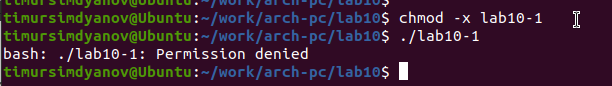 timursimdyanov@Ubuntu:~/work/arch-pc/lab10$ chmod -x lab10-1
timursimdyanov@Ubuntu:~/work/arch-pc/lab10$ ./lab10-1
bash: ./lab10-1: Permission denied
timursimdyanov@Ubuntu:~/work/arch-pc/lab10$